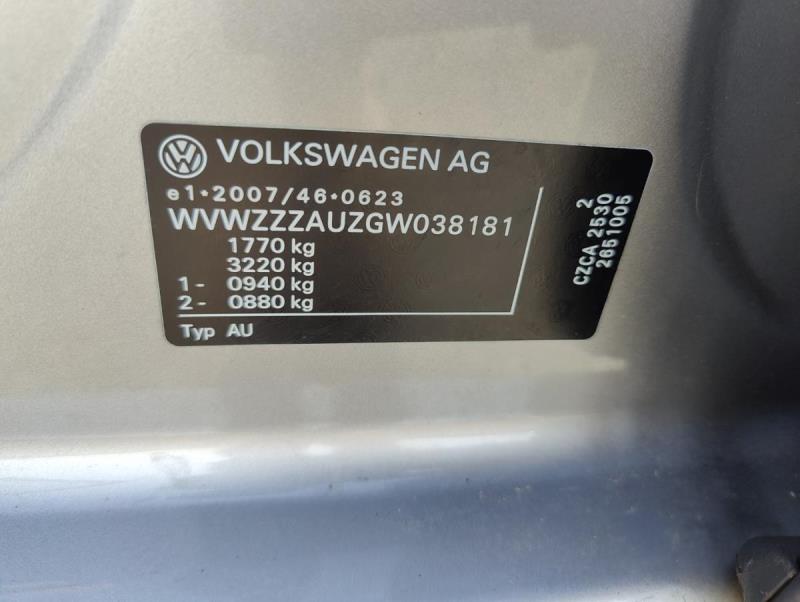 VOLKSWAGEN AG
e1*2007/46*0623
WVWZZZAUZGW038181
1770 kg
3220 kg
1- 0940 kg
2- 0880 kg
Typ AU
2
CZCA 2530
2651005